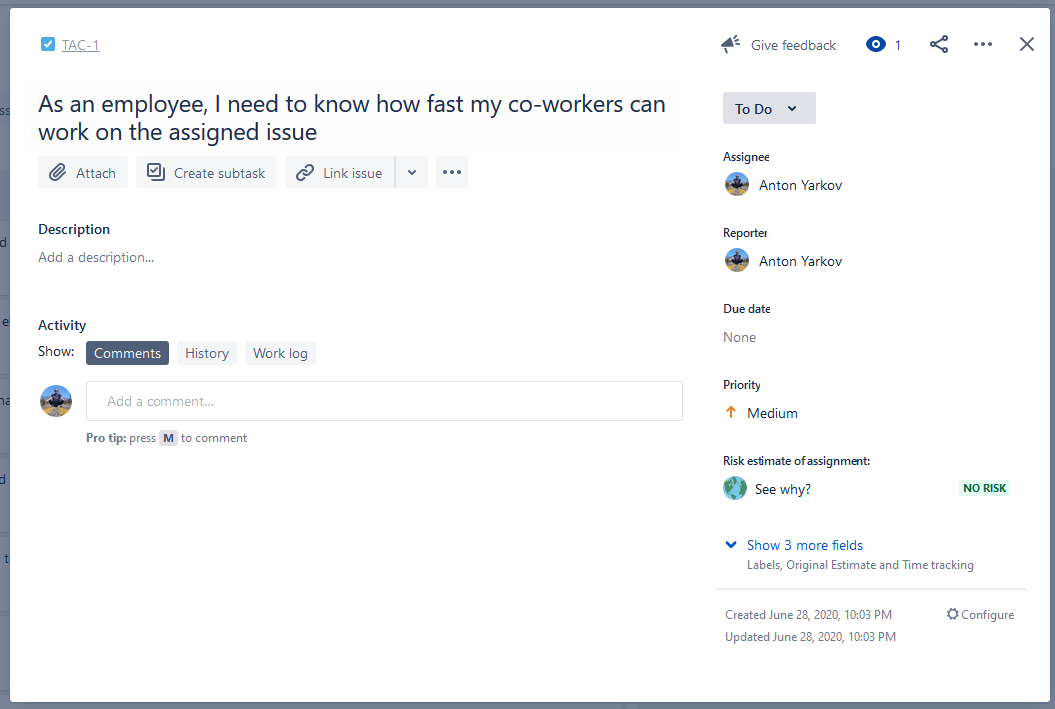 TAC-1
Give feedback
1
As an employee, I need to know how fast my co-workers can
work on the assigned issue
Attach
Create subtask
Link issue
Description
Add a description...
Activity
Show:
Comments
History
Work log
Add a comment...
Pro tip: press M to comment
To Do
Assignee
Anton Yarkov
Reporter
Anton Yarkov
Due date
None
Priority
Medium
Risk estimate of assignment:
See why?
NO RISK
Show 3 more fields
Labels, Original Estimate and Time tracking
Created June 28, 2020, 10:03 PM
Configure
Updated June 28, 2020, 10:03 PM